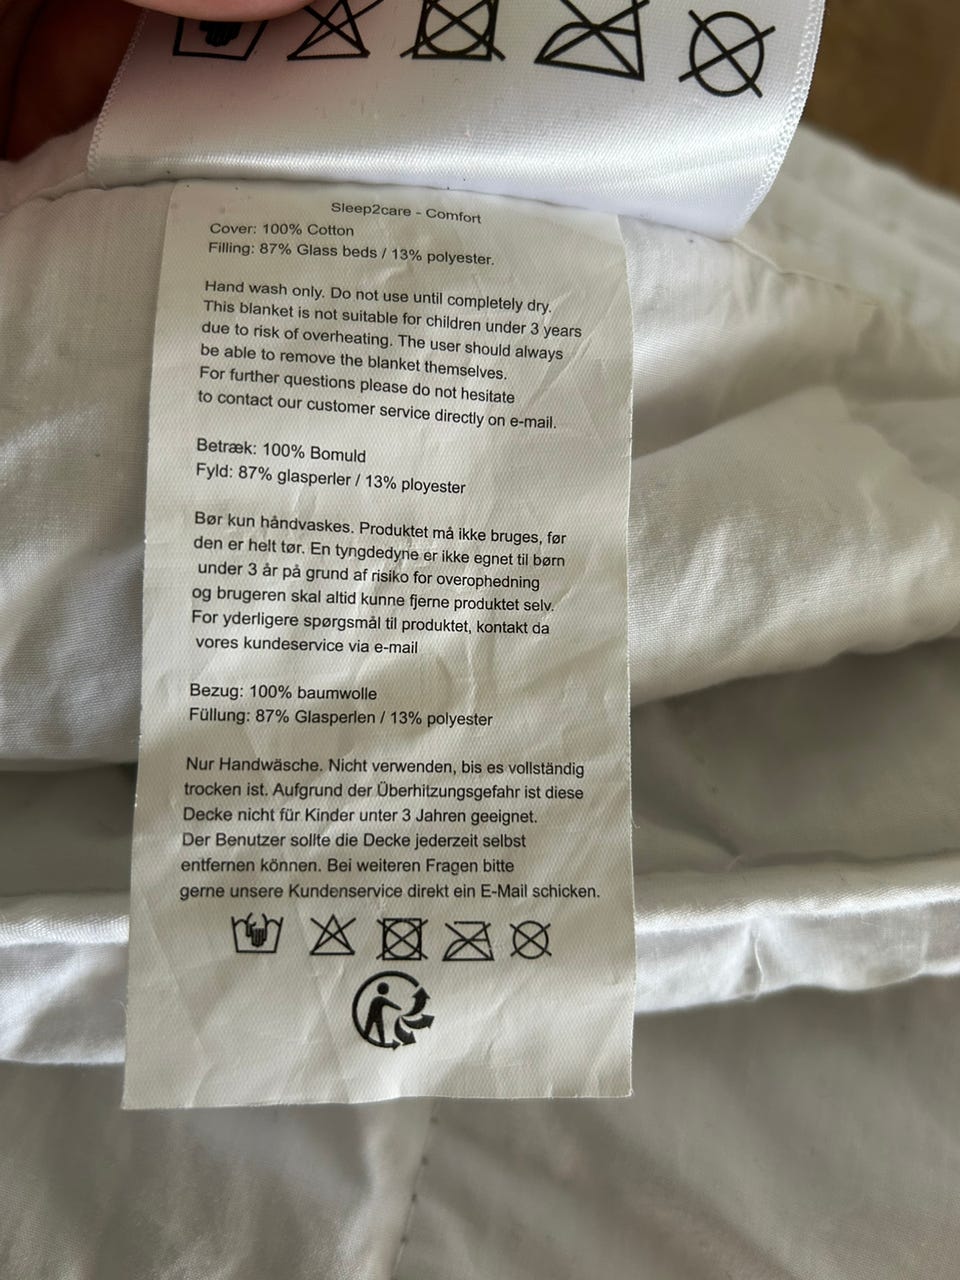 Sleep2care - Comfort
Cover: 100% Cotton
Filling: 87% Glass beds / 13% polyester.
Hand wash only. Do not use until completely dry.
This blanket is not suitable for children under 3 years
due to risk of overheating. The user should always
be able to remove the blanket themselves.
For further questions please do not hesitate
to contact our customer service directly on e-mail.
Betræk: 100% Bomuld
Fyld: 87% glasperler / 13% ployester
Bør kun håndvaskes. Produktet må ikke bruges, før
den er helt tør. En tyngdedyne er ikke egnet til børn
under 3 år på grund af risiko for overophedning
og brugeren skal altid kunne fjerne produktet selv.
For yderligere spørgsmål til produktet, kontakt da
vores kundeservice via e-mail
Bezug: 100% baumwolle
Füllung: 87% Glasperlen / 13% polyester
Nur Handwäsche. Nicht verwenden, bis es vollständig
trocken ist. Aufgrund der Überhitzungsgefahr ist diese
Decke nicht für Kinder unter 3 Jahren geeignet.
Der Benutzer sollte die Decke jederzeit selbst
entfernen können. Bei weiteren Fragen bitte
gerne unsere Kundenservice direkt ein E-Mail schicken.